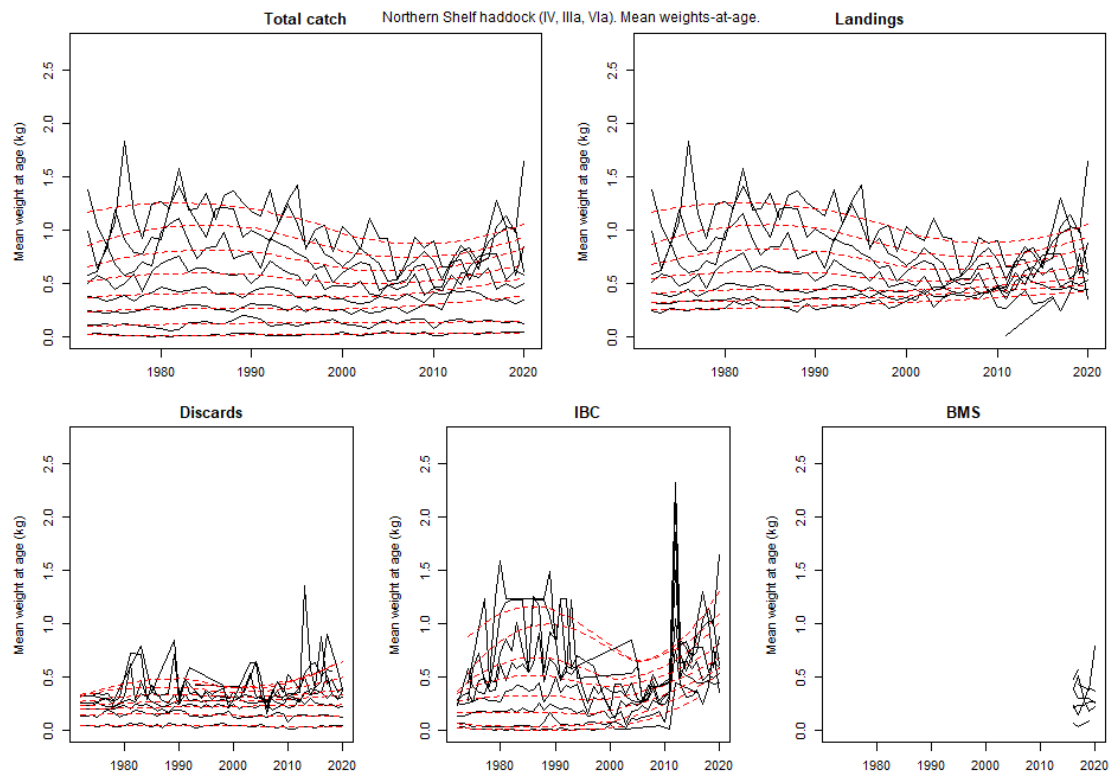 Total catch
Northern Shelf haddock (IV, IIIa, VIa). Mean weights-at-age.
Landings
Mean weight at age (kg)
0.0 0.5 1.0 1.5 2.0 2.5
1980 1990 2000 2010 2020
Mean weight at age (kg)
0.0 0.5 1.0 1.5 2.0 2.5
1980 1990 2000 2010 2020
Discards
Mean weight at age (kg)
0.0 0.5 1.0 1.5 2.0 2.5
1980 1990 2000 2010 2020
IBC
Mean weight at age (kg)
0.0 0.5 1.0 1.5 2.0 2.5
1980 1990 2000 2010 2020
BMS
Mean weight at age (kg)
0.0 0.5 1.0 1.5 2.0 2.5
1980 1990 2000 2010 2020